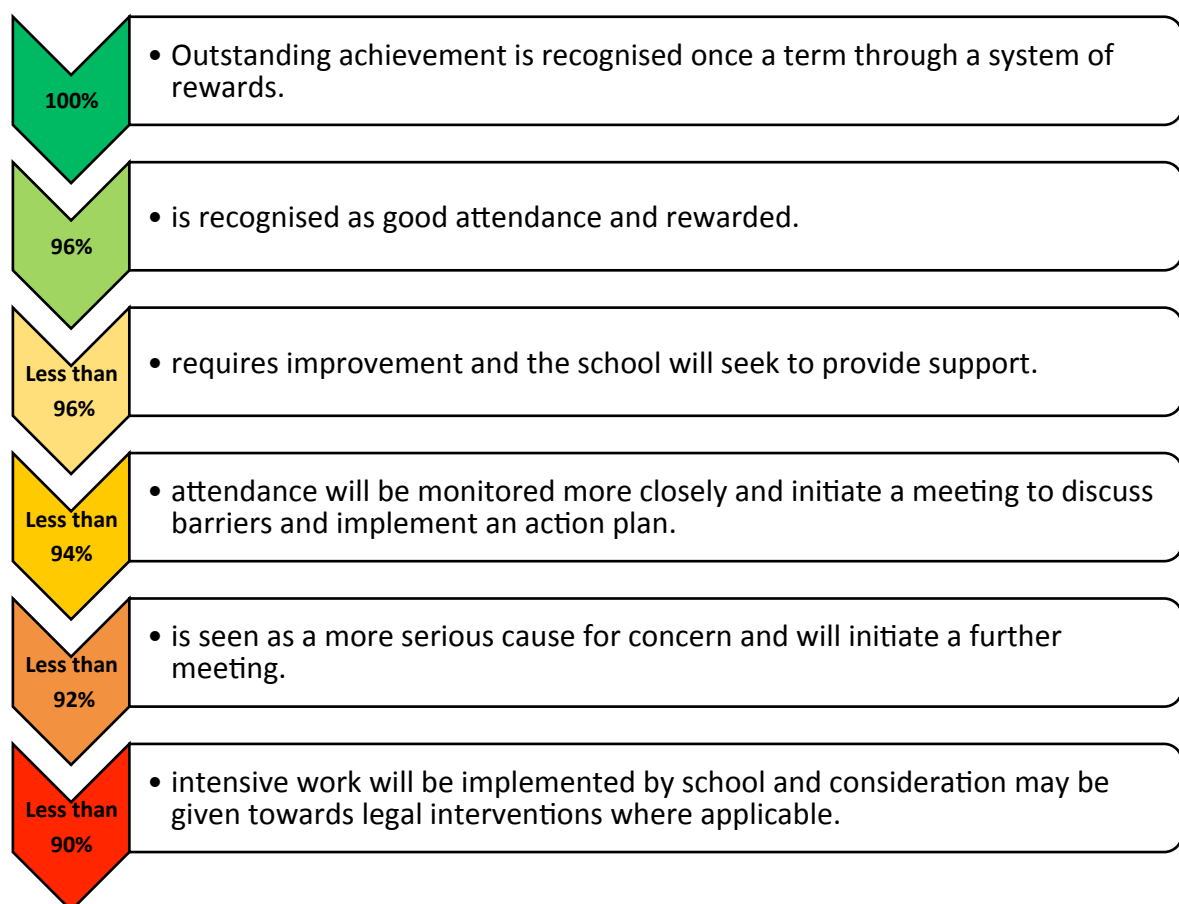 100%
• Outstanding achievement is recognised once a term through a system of
rewards.
96%
• is recognised as good attendance and rewarded.
Less than
96%
• requires improvement and the school will seek to provide support.
Less than
94%
• attendance will be monitored more closely and initiate a meeting to discuss
barriers and implement an action plan.
Less than
92%
• is seen as a more serious cause for concern and will initiate a further
meeting.
Less than
90%
• intensive work will be implemented by school and consideration may be
given towards legal interventions where applicable.